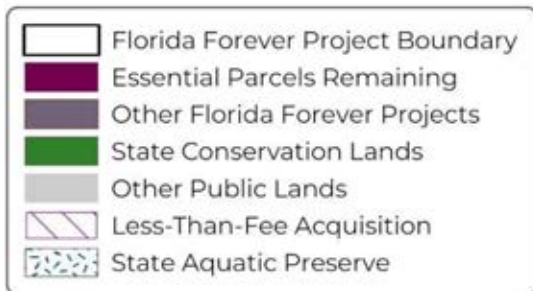 Florida Forever Project Boundary
Essential Parcels Remaining
Other Florida Forever Projects
State Conservation Lands
Other Public Lands
Less-Than-Fee Acquisition
State Aquatic Preserve